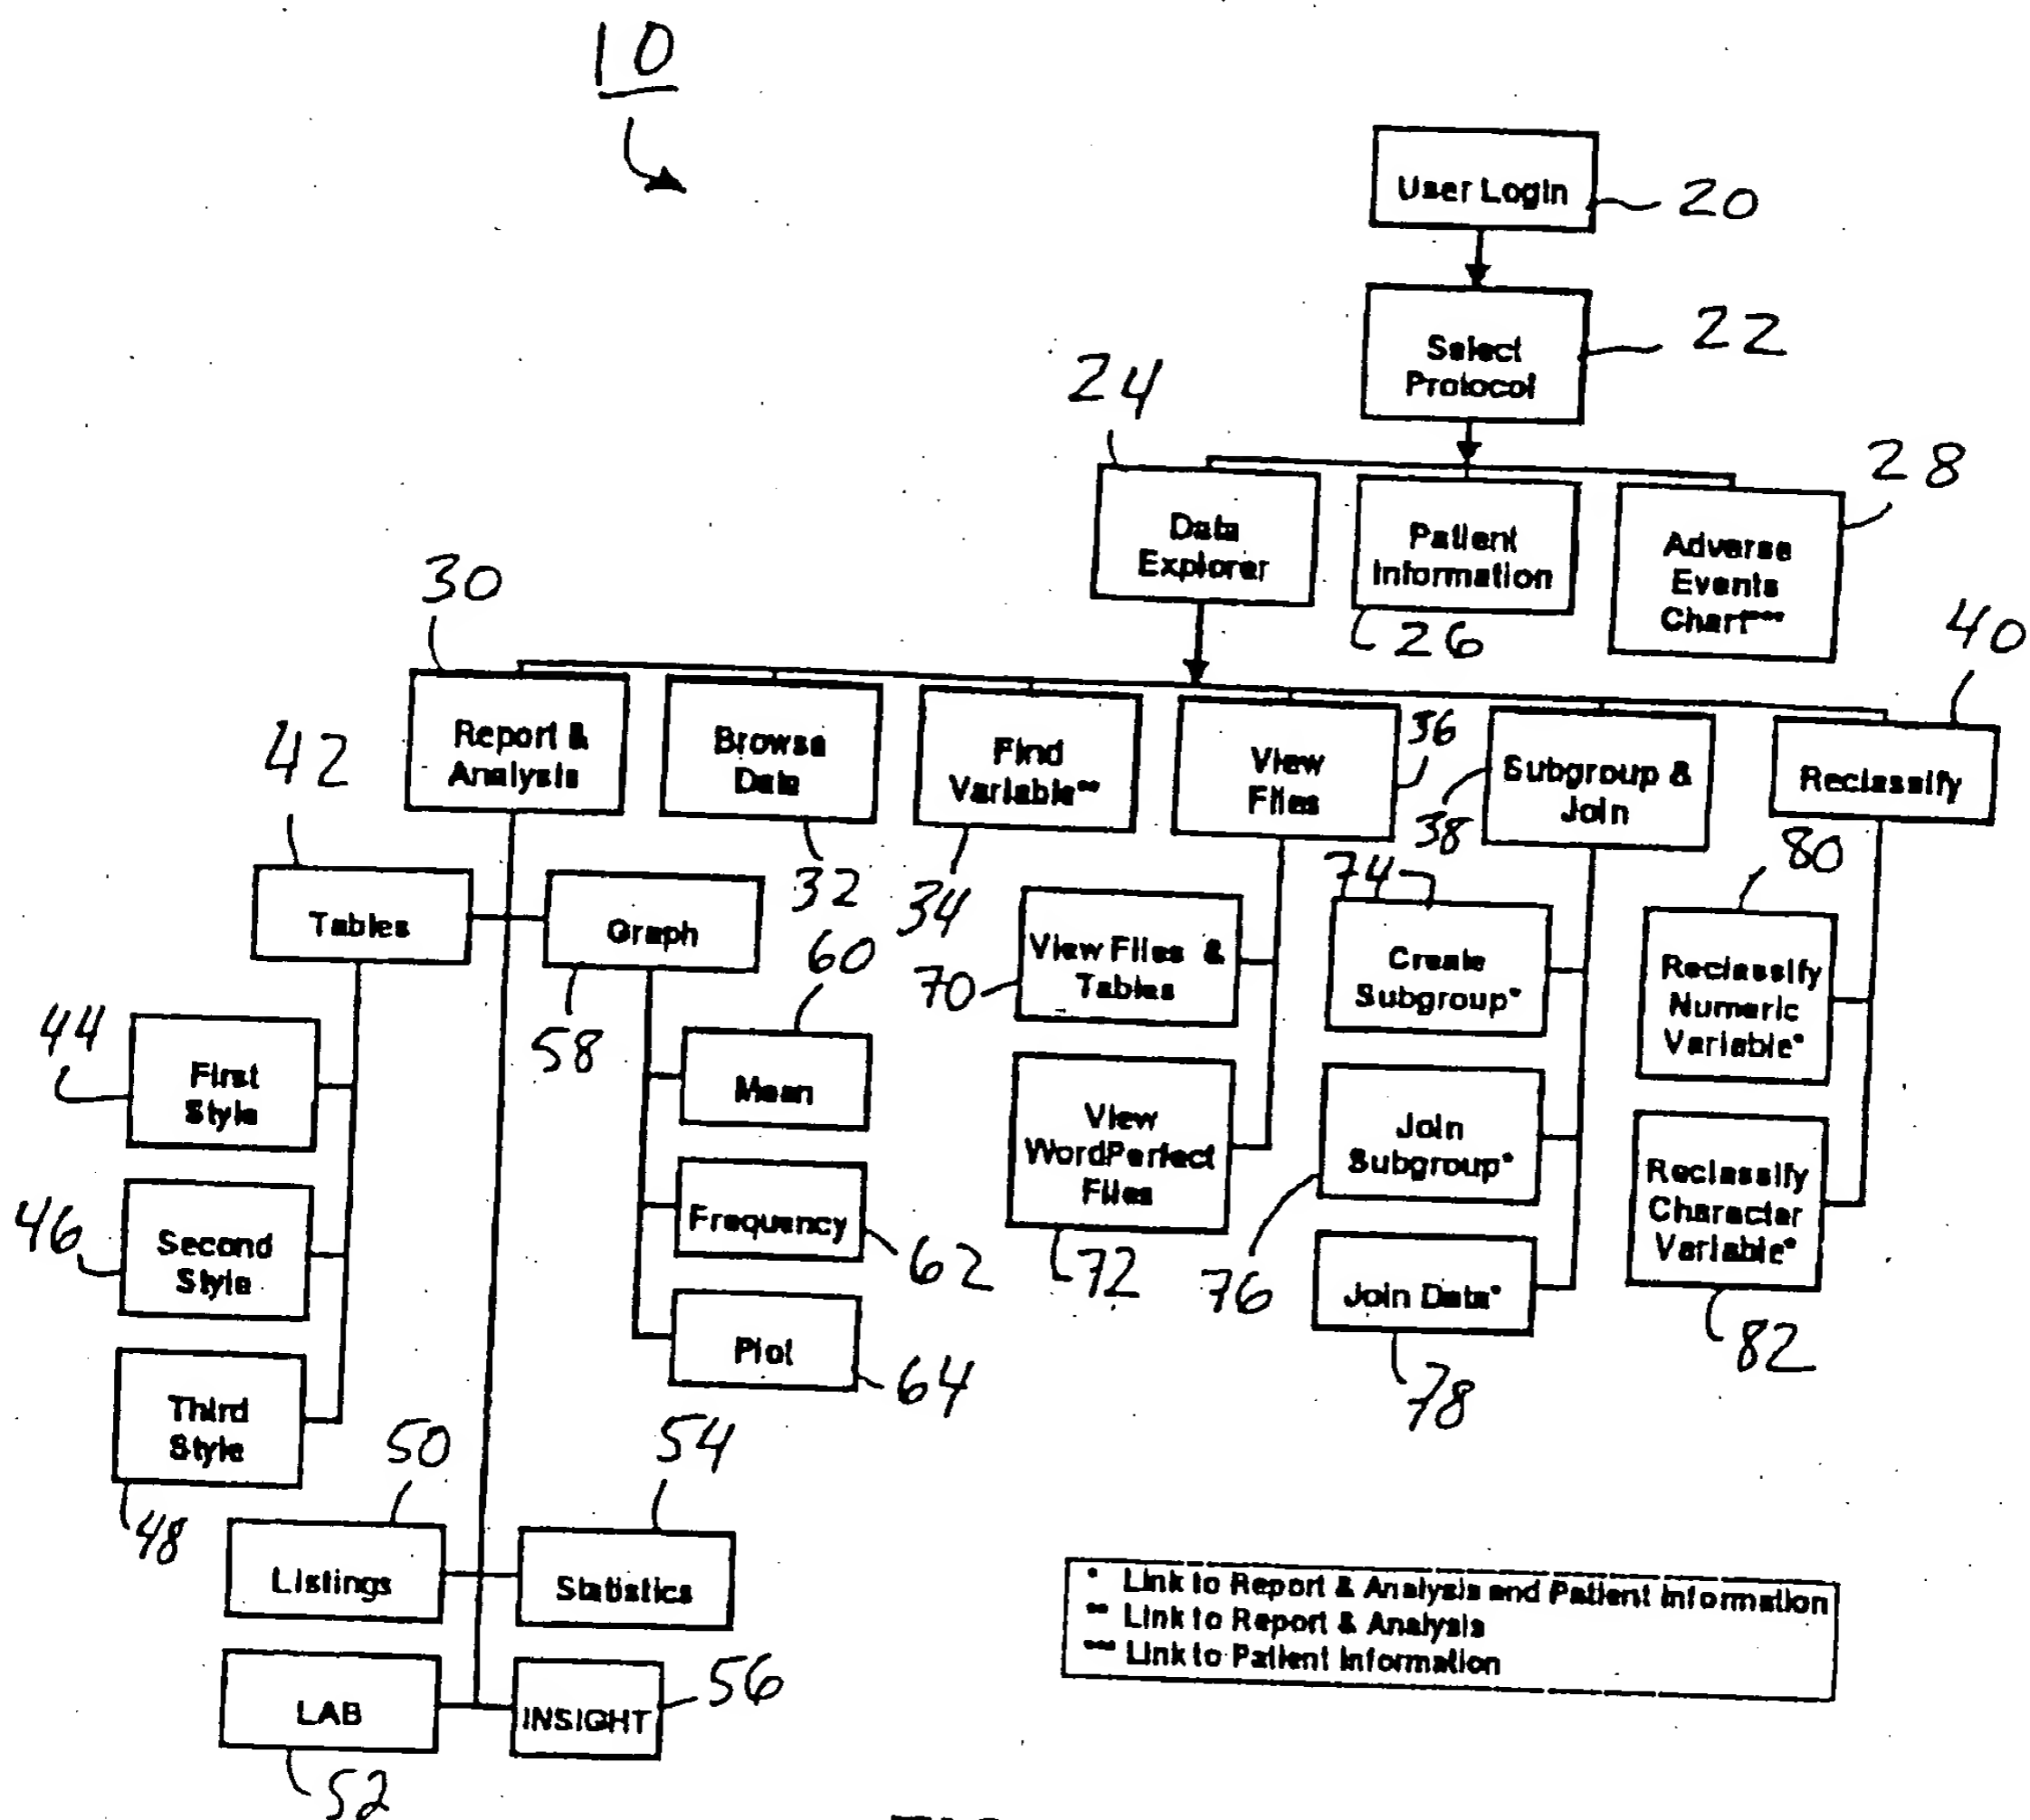 10
User Login
20
Select
Protocol
22
24
28
Data
Explorer
Patient
Information
Adverse
Events
Chart***
26
30
40
Report &
Analysis
Browse
Data
Find
Variable**
View
Files
36
Subgroup &
Join
38
Reclassify
42
32
34
Tables
Graph
58
60
70
View Files &
Tables
74
Create
Subgroup*
80
Reclassify
Numeric
Variable*
44
First
Style
Mean
View
WordPerfect
Files
72
Join
Subgroup*
76
Reclassify
Character
Variable*
82
46
Second
Style
Frequency
62
Join Data*
78
Third
Style
48
Plot
64
50
54
Listings
Statistics
LAB
52
INSIGHT
56
* Link to Report & Analysis and Patient Information
** Link to Report & Analysis
*** Link to Patient Information